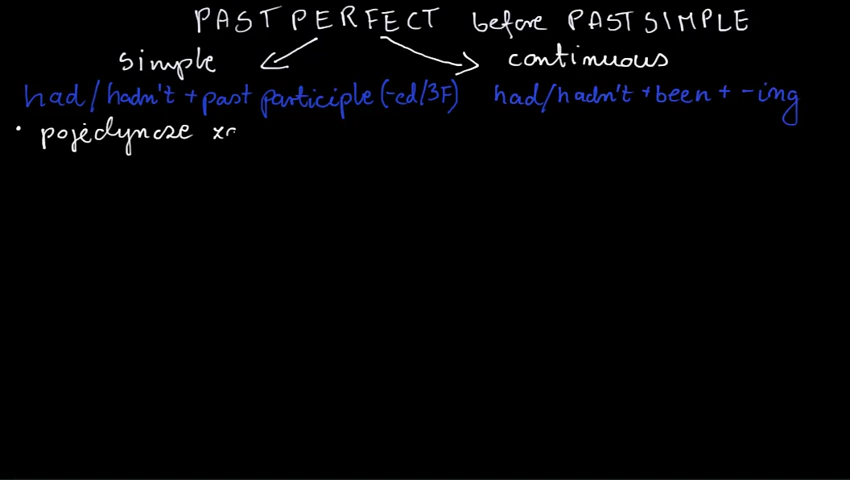 PAST PERFECT before PAST SIMPLE
simple continuous
had/hadn't + past participle (-ed/3F) had/hadn't + been + -ing
• pojedyncze